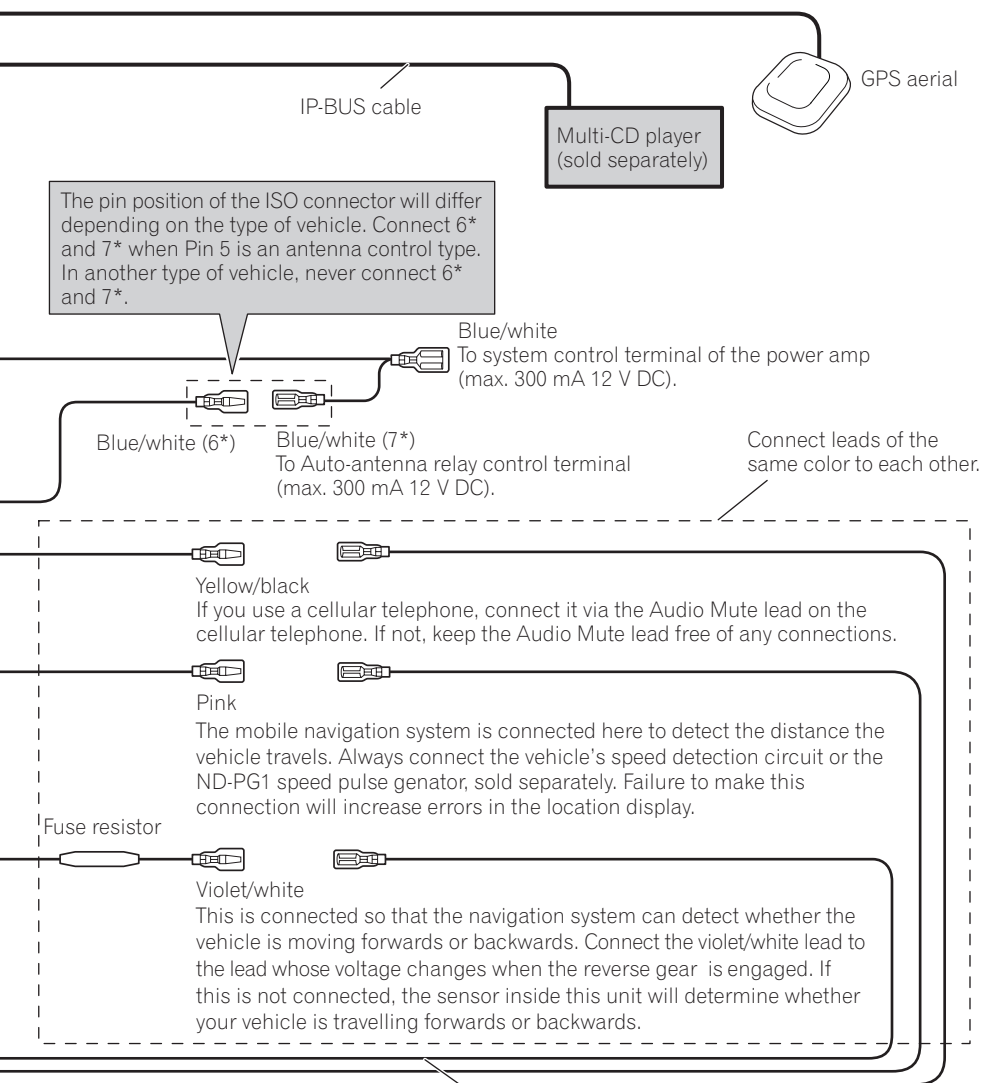 GPS aerial
IP-BUS cable
Multi-CD player
(sold separately)
The pin position of the ISO connector will differ
depending on the type of vehicle. Connect 6*
and 7* when Pin 5 is an antenna control type.
In another type of vehicle, never connect 6*
and 7*.
Blue/white
To system control terminal of the power amp
(max. 300 mA 12 V DC).
Blue/white (6*)
Blue/white (7*)
To Auto-antenna relay control terminal
(max. 300 mA 12 V DC).
Connect leads of the
same color to each other.
Yellow/black
If you use a cellular telephone, connect it via the Audio Mute lead on the
cellular telephone. If not, keep the Audio Mute lead free of any connections.
Pink
The mobile navigation system is connected here to detect the distance the
vehicle travels. Always connect the vehicle's speed detection circuit or the
ND-PG1 speed pulse genator, sold separately. Failure to make this
connection will increase errors in the location display.
Fuse resistor
Violet/white
This is connected so that the navigation system can detect whether the
vehicle is moving forwards or backwards. Connect the violet/white lead to
the lead whose voltage changes when the reverse gear is engaged. If
this is not connected, the sensor inside this unit will determine whether
your vehicle is travelling forwards or backwards.